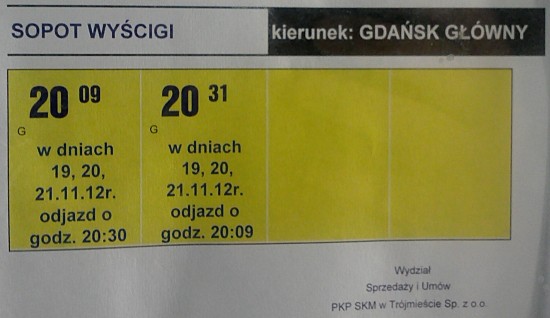 SOPOT WYŚCIGI
kierunek: GDAŃSK GŁÓWNY
20 09
G
w dniach
19, 20,
21.11.12r.
odjazd o
godz. 20:30
20 31
G
w dniach
19, 20,
21.11.12r.
odjazd o
godz. 20:09
Wydział
Sprzedaży i Umów
PKP SKM w Trójmieście Sp. z o.o.